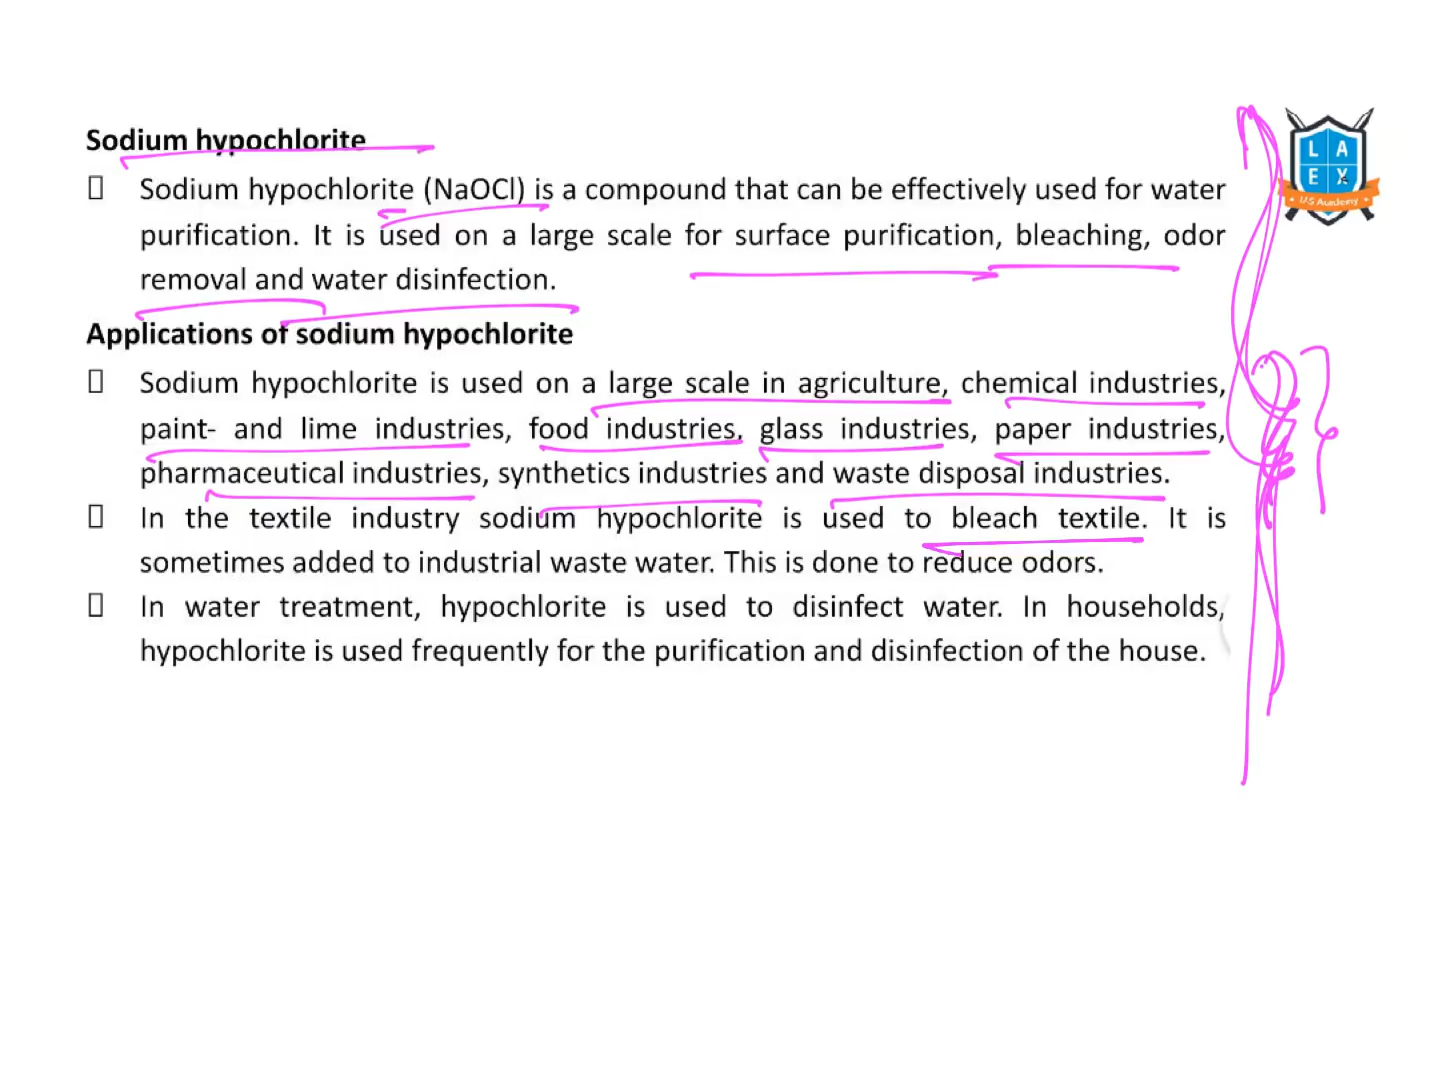 Sodium hypochlorite
Sodium hypochlorite (NaOCl) is a compound that can be effectively used for water
purification. It is used on a large scale for surface purification, bleaching, odor
removal and water disinfection.
Applications of sodium hypochlorite
Sodium hypochlorite is used on a large scale in agriculture, chemical industries,
paint- and lime industries, food industries, glass industries, paper industries,
pharmaceutical industries, synthetics industries and waste disposal industries.
In the textile industry sodium hypochlorite is used to bleach textile. It is
sometimes added to industrial waste water. This is done to reduce odors.
In water treatment, hypochlorite is used to disinfect water. In households,
hypochlorite is used frequently for the purification and disinfection of the house.
L A
E X
Academy